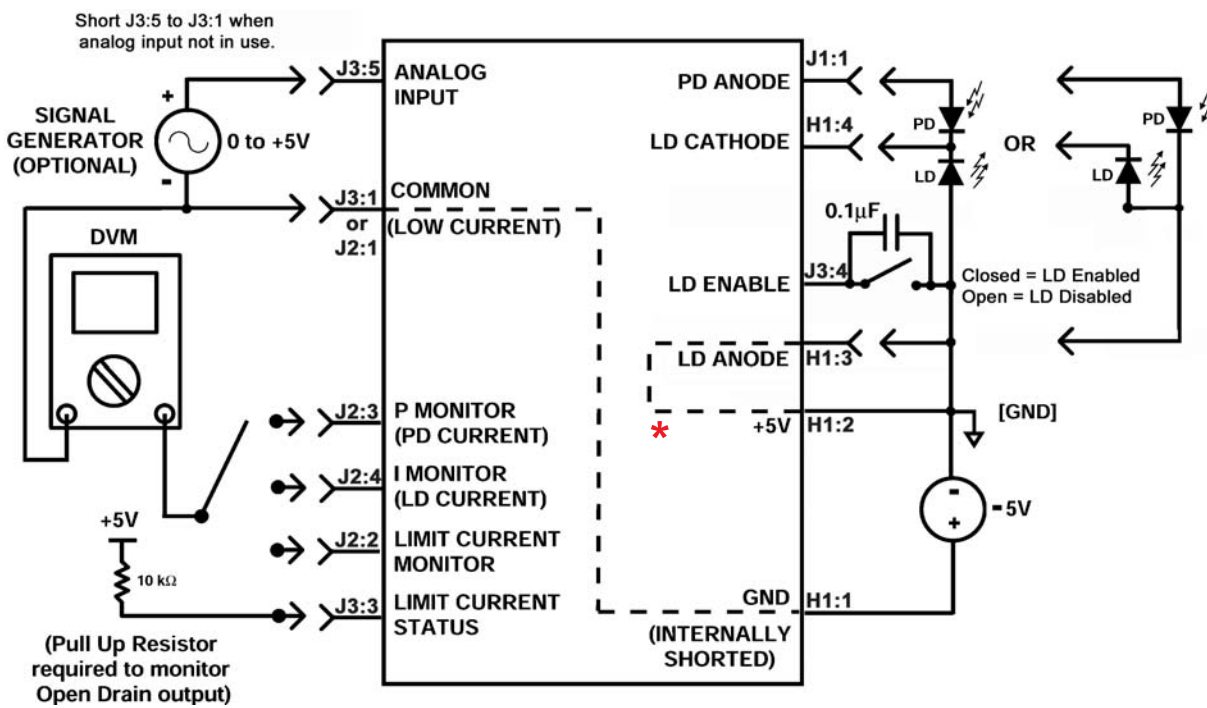 Short J3:5 to J3:1 when
analog input not in use.
SIGNAL
GENERATOR
(OPTIONAL)
+
-
0 to +5V
J3:5
ANALOG
INPUT
J3:1
or
J2:1
COMMON
(LOW CURRENT)
DVM
J2:3
P MONITOR
(PD CURRENT)
J2:4
I MONITOR
(LD CURRENT)
J2:2
LIMIT CURRENT
MONITOR
J3:3
LIMIT CURRENT
STATUS
+5V
10 kΩ
(Pull Up Resistor
required to monitor
Open Drain output)
PD ANODE
J1:1
LD CATHODE
H1:4
PD
LD
OR
PD
LD
0.1µF
LD ENABLE
J3:4
Closed = LD Enabled
Open = LD Disabled
LD ANODE
H1:3
*
+5V
H1:2
[GND]
-
+
- 5V
GND
H1:1
(INTERNALLY
SHORTED)